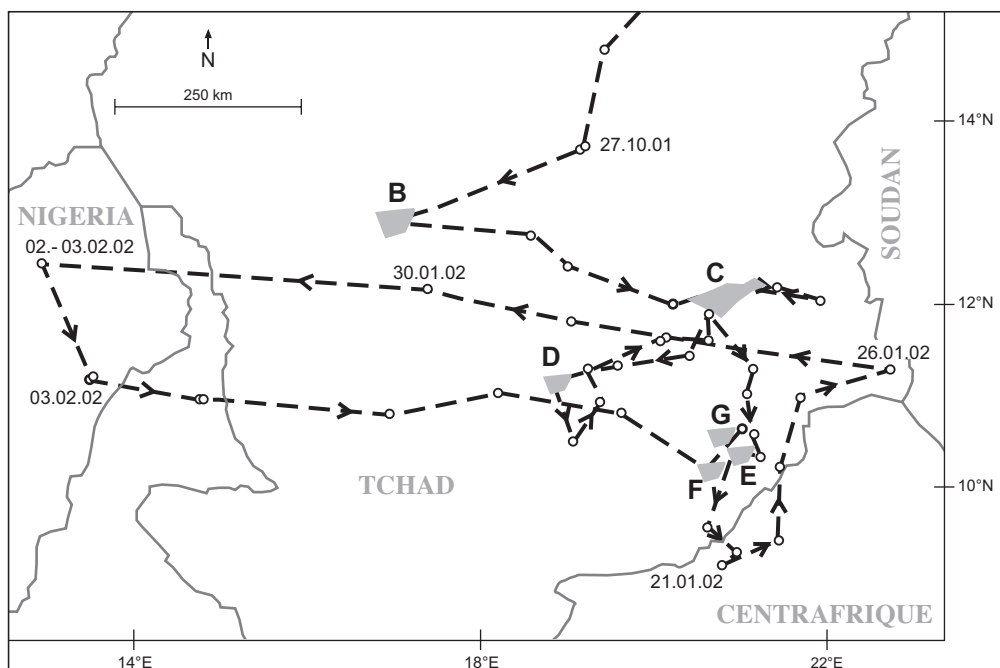 N
250 km
14°N
27.10.01
SOUDAN
B
NIGERIA
02.- 03.02.02
30.01.02
C
12°N
26.01.02
D
03.02.02
G
E
F
TCHAD
10°N
21.01.02
CENTRAFRIQUE
14°E
18°E
22°E